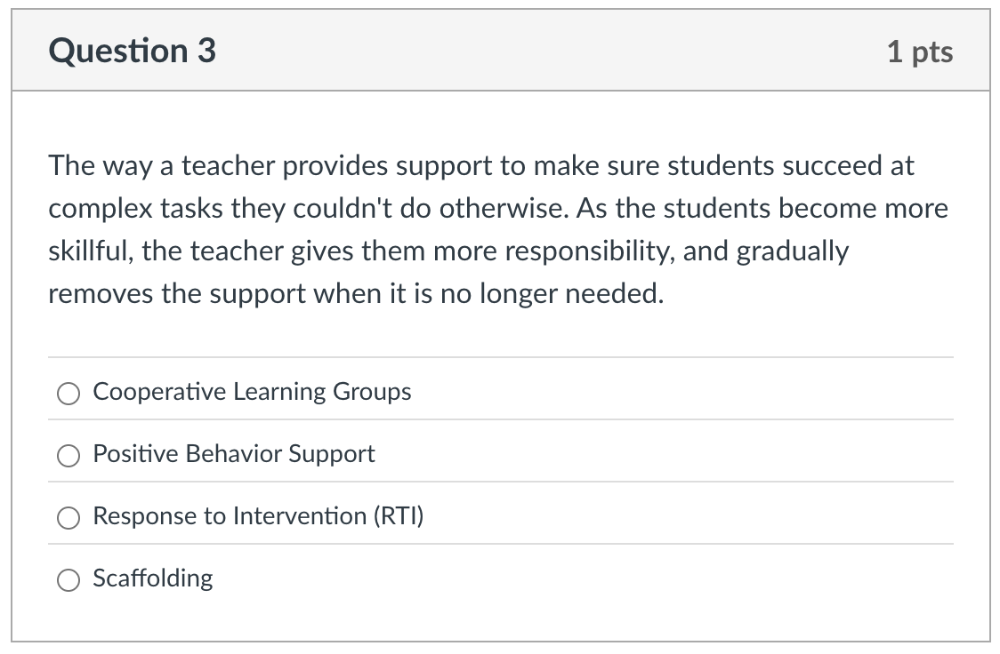 Question 3
1 pts
The way a teacher provides support to make sure students succeed at
complex tasks they couldn't do otherwise. As the students become more
skillful, the teacher gives them more responsibility, and gradually
removes the support when it is no longer needed.
Cooperative Learning Groups
Positive Behavior Support
Response to Intervention (RTI)
Scaffolding